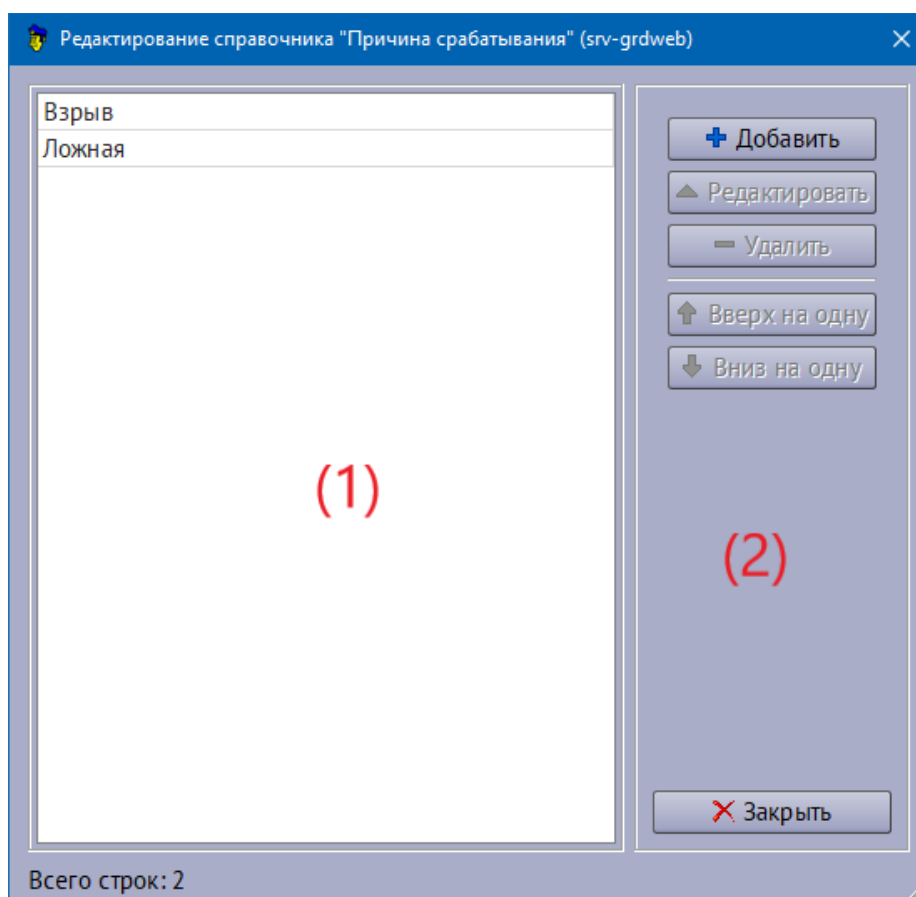 Редактирование справочника "Причина срабатывания" (srv-grdweb)
Взрыв
Ложная
(1)
Добавить
Редактировать
Удалить
Вверх на одну
Вниз на одну
(2)
Закрыть
Всего строк: 2